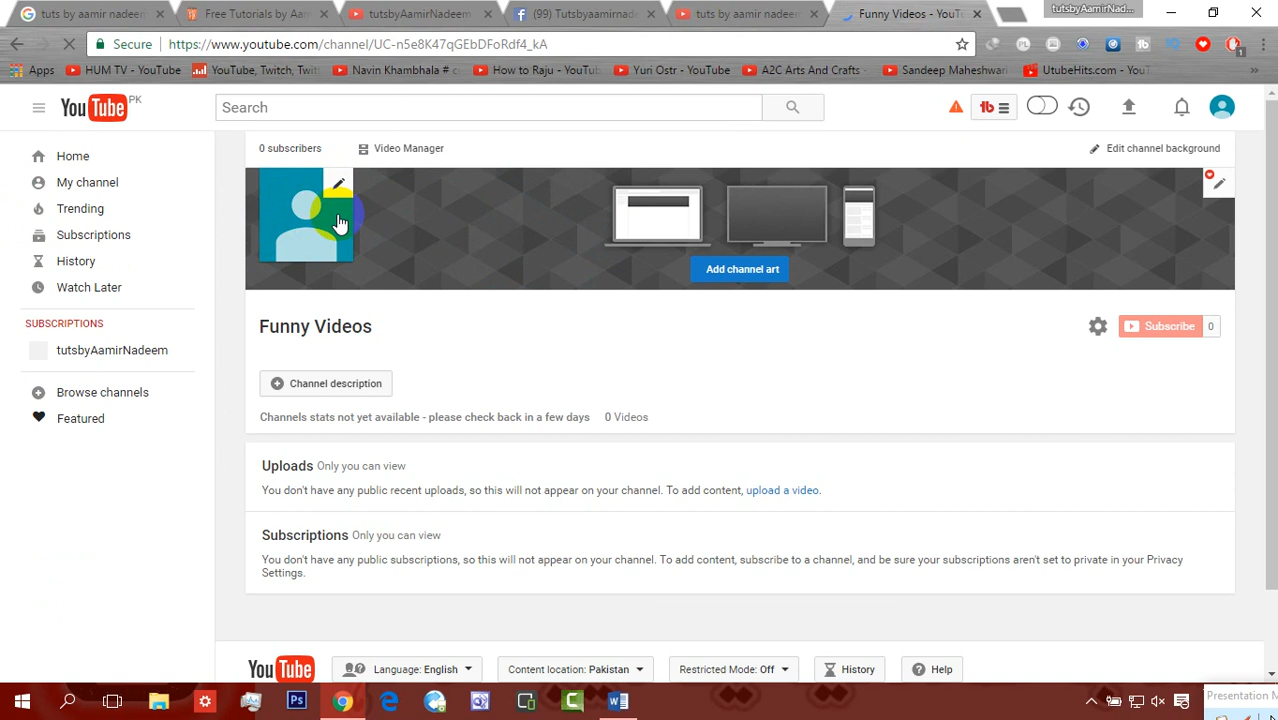 tuts by aamir nadeem
Free Tutorials by Aam
tutsbyAamirNadeem
(99) Tutsbyaamirnade
tuts by amir nadeem
Funny Videos - YouT
tutsbyAamirNad...
Secure
https://www.youtube.com/channel/UC-n5e8K47qGEbDFoRdf4_kA
Apps
HUM TV - YouTube
YouTube, Twitch, Twit
Navin Khambhala # c
How to Raju - YouTub
Yuri Ostr - YouTube
A2C Arts And Crafts -
Sandeep Maheshwar
UtubeHits.com - YouT
YouTube PK
Search
Home
My channel
Trending
Subscriptions
History
Watch Later
SUBSCRIPTIONS
tutsbyAamirNadeem
Browse channels
Featured
0 subscribers
Video Manager
Edit channel background
Add channel art
Funny Videos
Subscribe
0
Channel description
Channels stats not yet available - please check back in a few days
0 Videos
Uploads Only you can view
You don't have any public recent uploads, so this will not appear on your channel. To add content, upload a video.
Subscriptions Only you can view
You don't have any public subscriptions, so this will not appear on your channel. To add content, subscribe to a channel, and be sure your subscriptions aren't set to private in your Privacy
Settings.
YouTube
Language: English
Content location: Pakistan
Restricted Mode: Off
History
Help
Presentation M